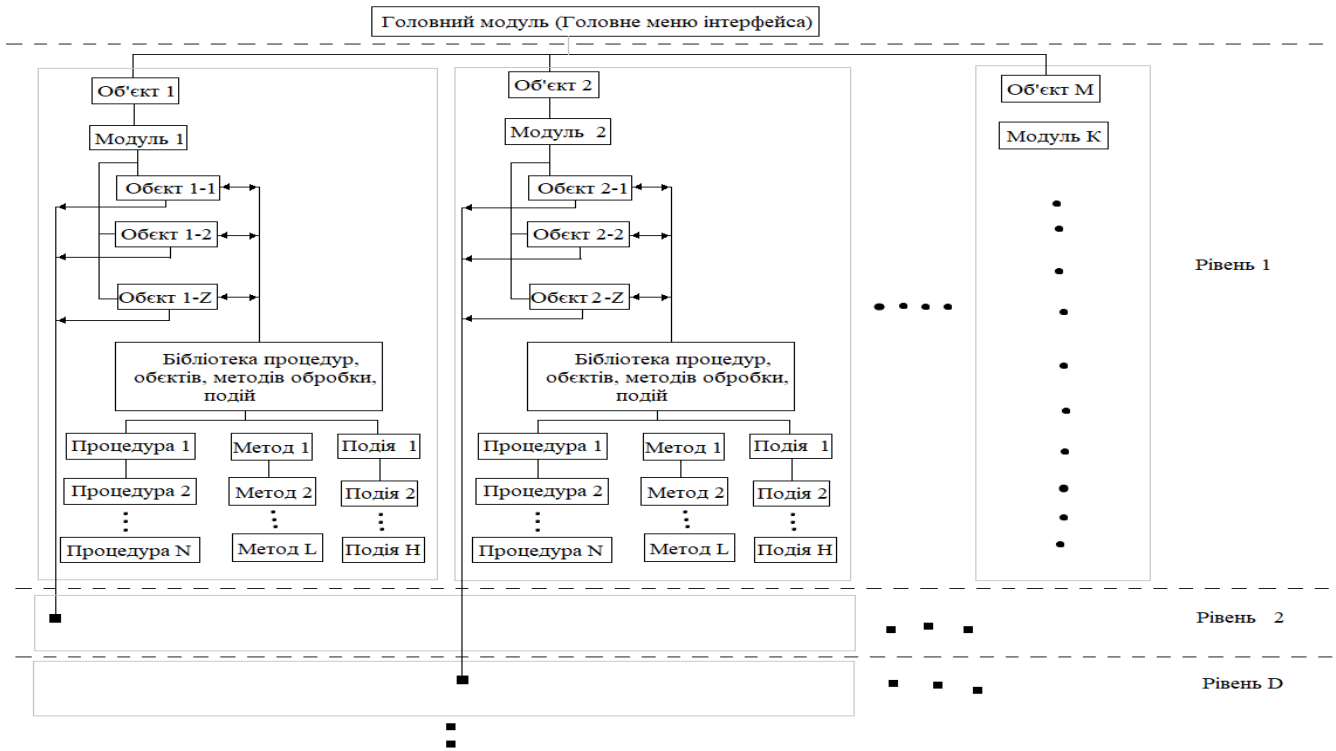 Головний модуль (Головне меню інтерфейса)
Об'єкт 1
Модуль 1
Обєкт 1-1
Обєкт 1-2
Обєкт 1-Z
Бібліотека процедур,
обєктів, методів обробки,
подій
Процедура 1
Метод 1
Подія 1
Процедура 2
Метод 2
Подія 2
Процедура N
Метод L
Подія H
Об'єкт 2
Модуль 2
Обєкт 2-1
Обєкт 2-2
Обєкт 2-Z
Бібліотека процедур,
обєктів, методів обробки,
подій
Процедура 1
Метод 1
Подія 1
Процедура 2
Метод 2
Подія 2
Процедура N
Метод L
Подія H
Об'єкт M
Модуль K
Рівень 1
Рівень 2
Рівень D